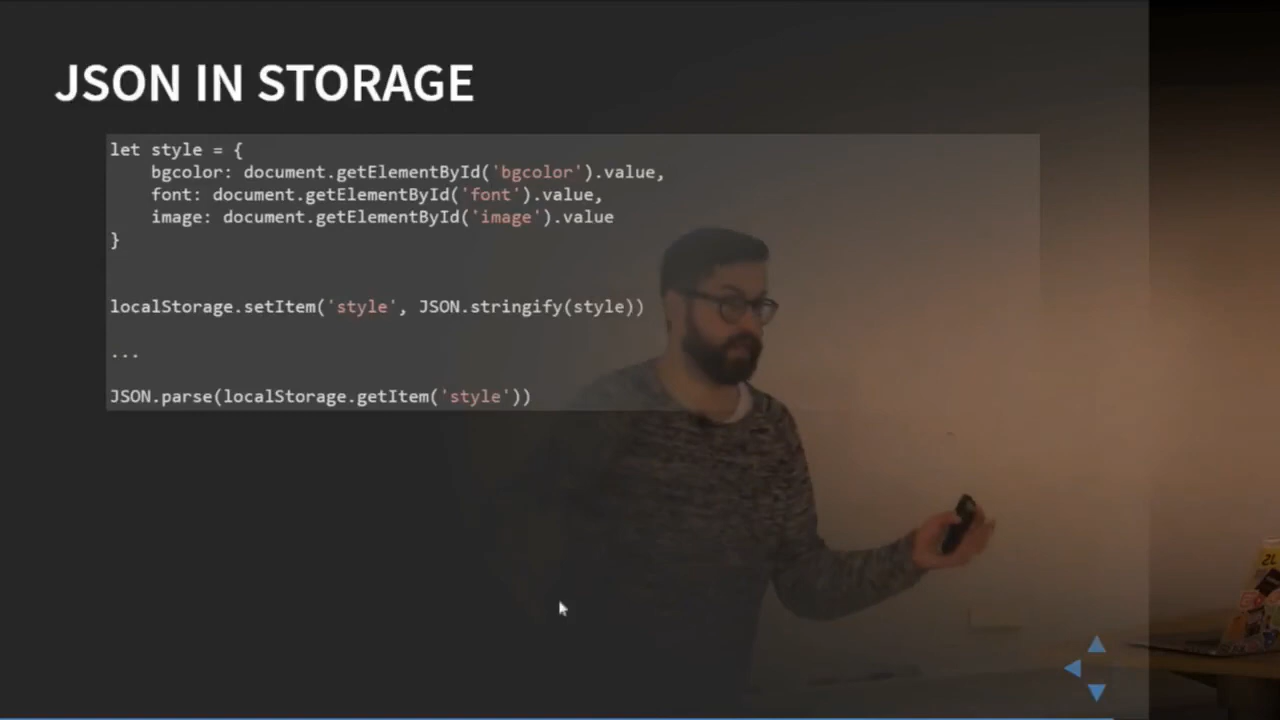 JSON IN STORAGE
let style = {
    bgcolor: document.getElementById('bgcolor').value,
    font: document.getElementById('font').value,
    image: document.getElementById('image').value
}
localStorage.setItem('style', JSON.stringify(style))
...
JSON.parse(localStorage.getItem('style'))